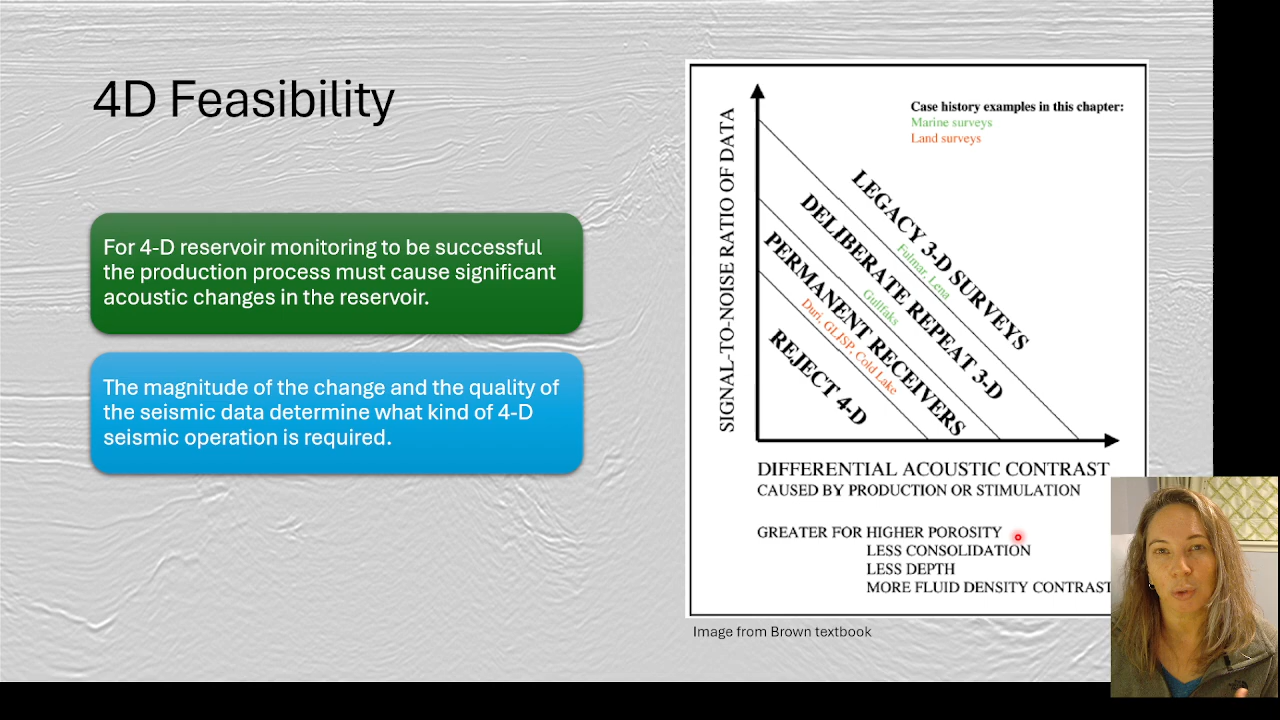 4D Feasibility
For 4-D reservoir monitoring to be successful
the production process must cause significant
acoustic changes in the reservoir.
The magnitude of the change and the quality of
the seismic data determine what kind of 4-D
seismic operation is required.
SIGNAL-TO-NOISE RATIO OF DATA
Case history examples in this chapter:
Marine surveys
Land surveys
LEGACY 3-D SURVEYS
Fulmar, Lena
DELIBERATE REPEAT 3-D
Gullfaks
PERMANENT RECEIVERS
Duri, GLISP, Cold Lake
REJECT 4-D
DIFFERENTIAL ACOUSTIC CONTRAST
CAUSED BY PRODUCTION OR STIMULATION
GREATER FOR HIGHER POROSITY
LESS CONSOLIDATION
LESS DEPTH
MORE FLUID DENSITY CONTRAST
Image from Brown textbook